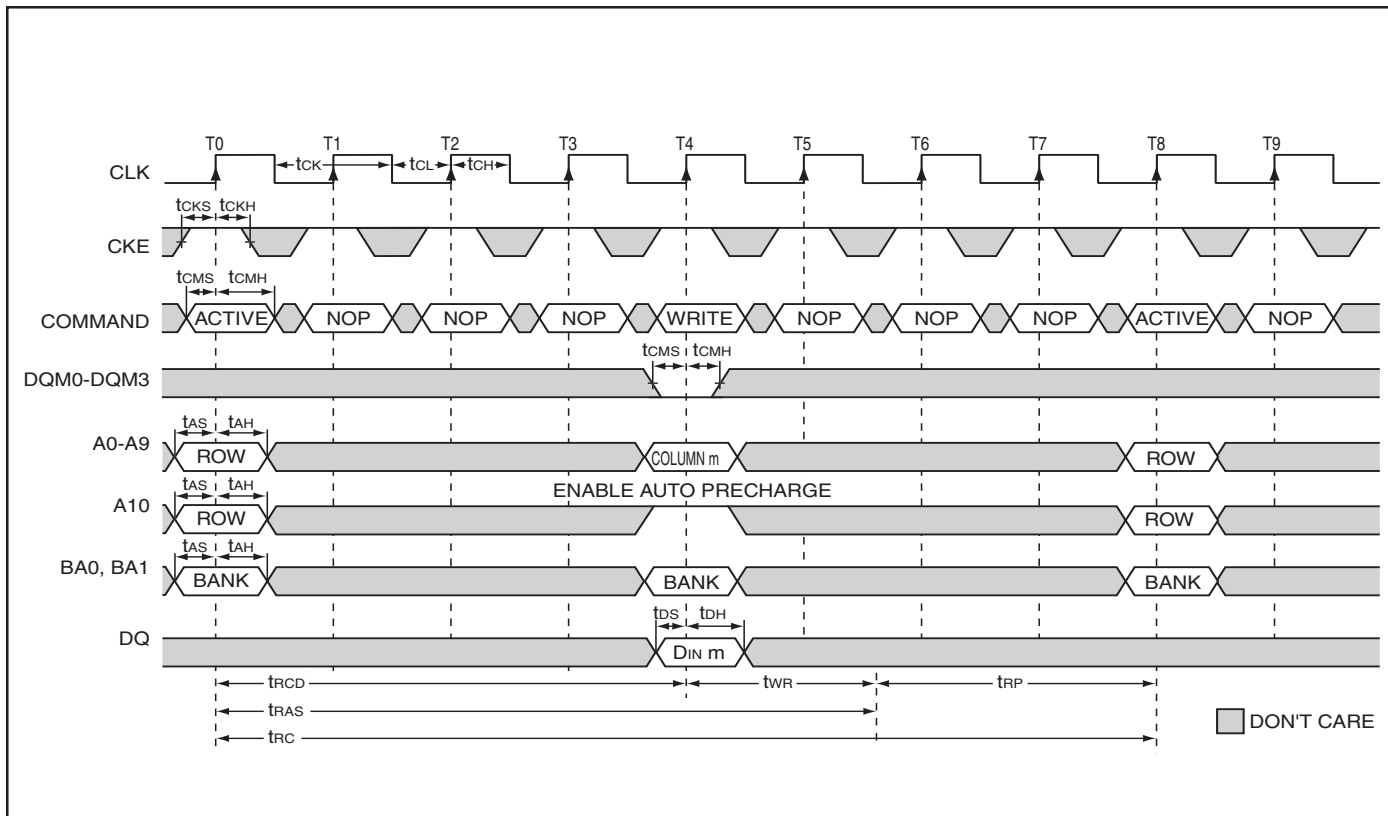 T0 T1 T2 T3 T4 T5 T6 T7 T8 T9
CLK tCK tCL tCH
tCKS tCKH
CKE
tCMS tCMH
COMMAND ACTIVE NOP NOP NOP WRITE NOP NOP NOP ACTIVE NOP
tCMS tCMH
DQM0-DQM3
tAS tAH
A0-A9 ROW COLUMN m ROW
ENABLE AUTO PRECHARGE
tAS tAH
A10 ROW ROW
tAS tAH
BA0, BA1 BANK BANK BANK
tDS tDH
DQ DIN m
tRCD tWR tRP
tRAS
DON'T CARE
tRC